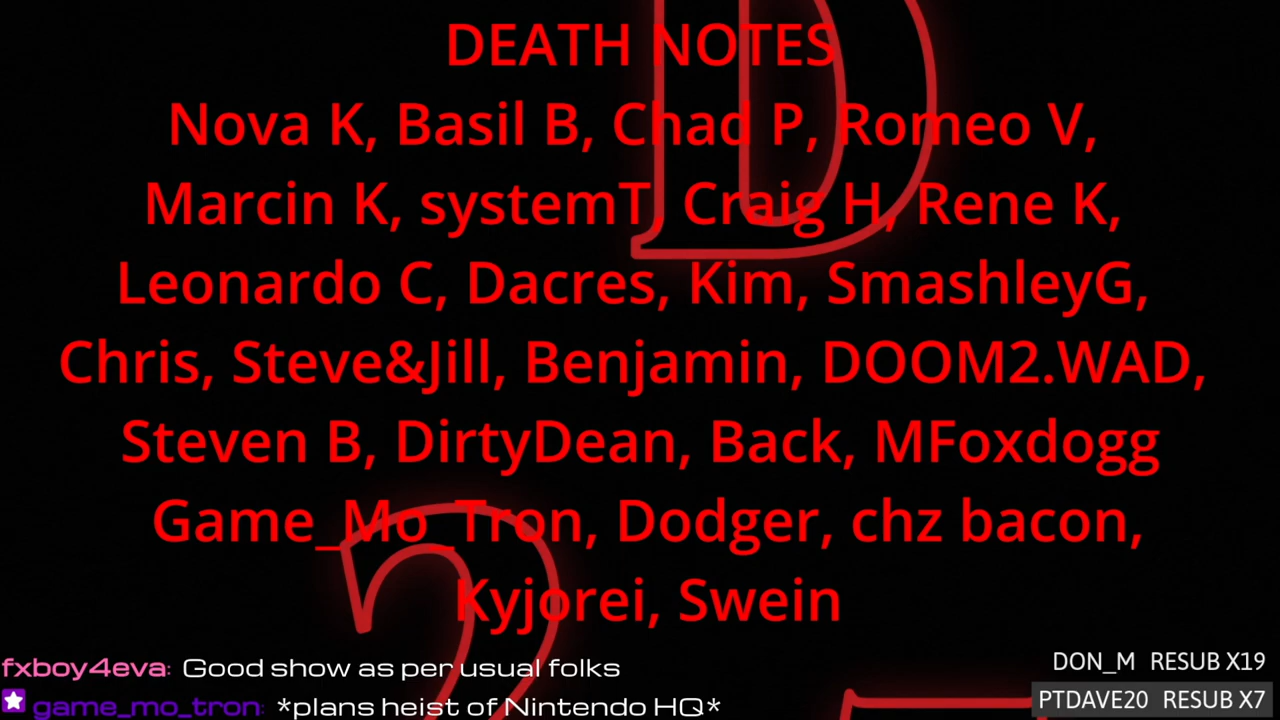 DEATH NOTES
Nova K, Basil B, Chad P, Romeo V,
Marcin K, systemT, Craig H, Rene K,
Leonardo C, Dacres, Kim, SmashleyG,
Chris, Steve&Jill, Benjamin, DOOM2.WAD,
Steven B, DirtyDean, Back, MFoxdogg
Game_Mo_Tron, Dodger, chz bacon,
Kyjorei, Swein
fxboy4eva: Good show as per usual folks
game_mo_tron: *plans heist of Nintendo HQ*
DON_M RESUB X19
PTDAVE20 RESUB X7
D
2